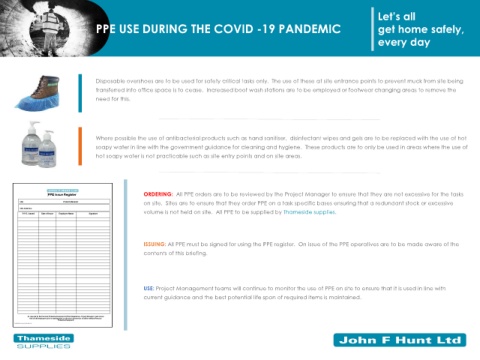 PPE USE DURING THE COVID -19 PANDEMIC
Let's all
get home safely,
every day
Disposable overshoes are to be used for safety critical tasks only. The use of these at site entrance points to prevent muck from site being
transferred into office space is to cease. Increased boot wash stations are to be employed or footwear changing areas to remove the
need for this.
Where possible the use of antibacterial products such as hand sanitiser, disinfectant wipes and gels are to be replaced with the use of hot
soapy water in line with the government guidance for cleaning and hygiene. These products are to only be used in areas where the use of
hot soapy water is not practicable such as site entry points and on site areas.
PPE Issue Register
ORDERING: All PPE orders are to be reviewed by the Project Manager to ensure that they are not excessive for the tasks
on site. Sites are to ensure that they order PPE on a task specific bases ensuring that a redundant stock or excessive
volume is not held on site. All PPE to be supplied by Thameside supplies.
ISSUING: All PPE must be signed for using the PPE register. On issue of the PPE operatives are to be made aware of the
contents of this briefing.
USE: Project Management teams will continue to monitor the use of PPE on site to ensure that it is used in line with
current guidance and the best potential life span of required items is maintained.
Thameside
SUPPLIES
John F Hunt Ltd